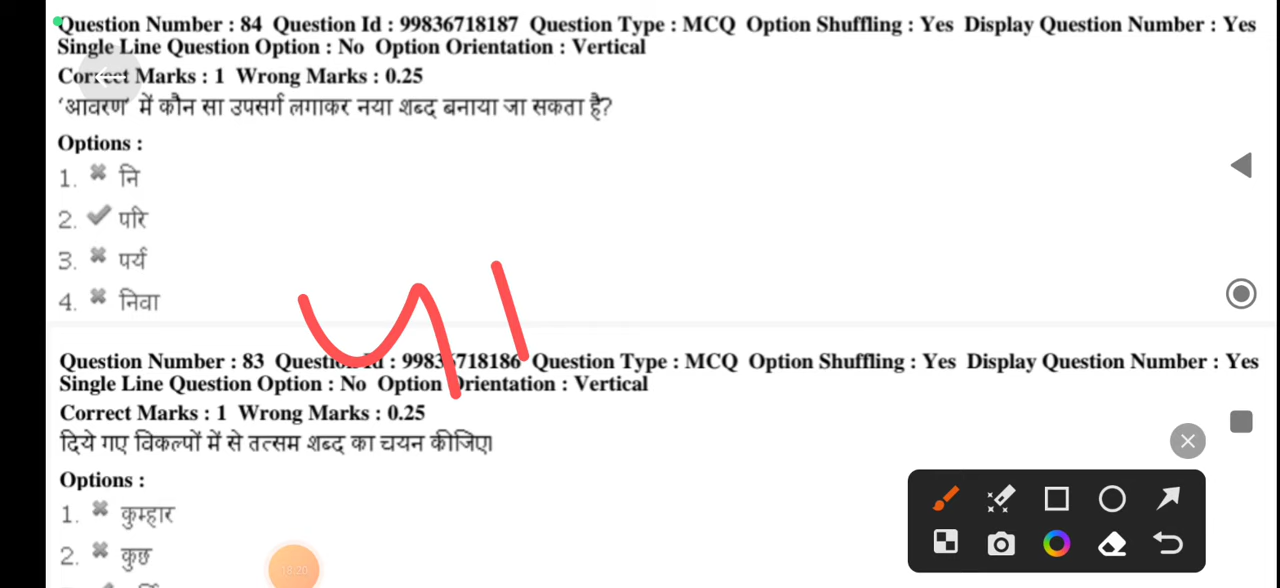 Question Number : 84 Question Id : 99836718187 Question Type : MCQ Option Shuffling : Yes Display Question Number : Yes
Single Line Question Option : No Option Orientation : Vertical
Correct Marks : 1 Wrong Marks : 0.25
‘आवरण’ में कौन सा उपसर्ग लगाकर नया शब्द बनाया जा सकता है?
Options :
1. नि
2. परि
3. पर्य
4. निवा
Question Number : 83 Question Id : 99836718186 Question Type : MCQ Option Shuffling : Yes Display Question Number : Yes
Single Line Question Option : No Option Orientation : Vertical
Correct Marks : 1 Wrong Marks : 0.25
दिये गए विकल्पों में से तत्सम शब्द का चयन कीजिए।
Options :
1. कुम्हार
2. कुछ